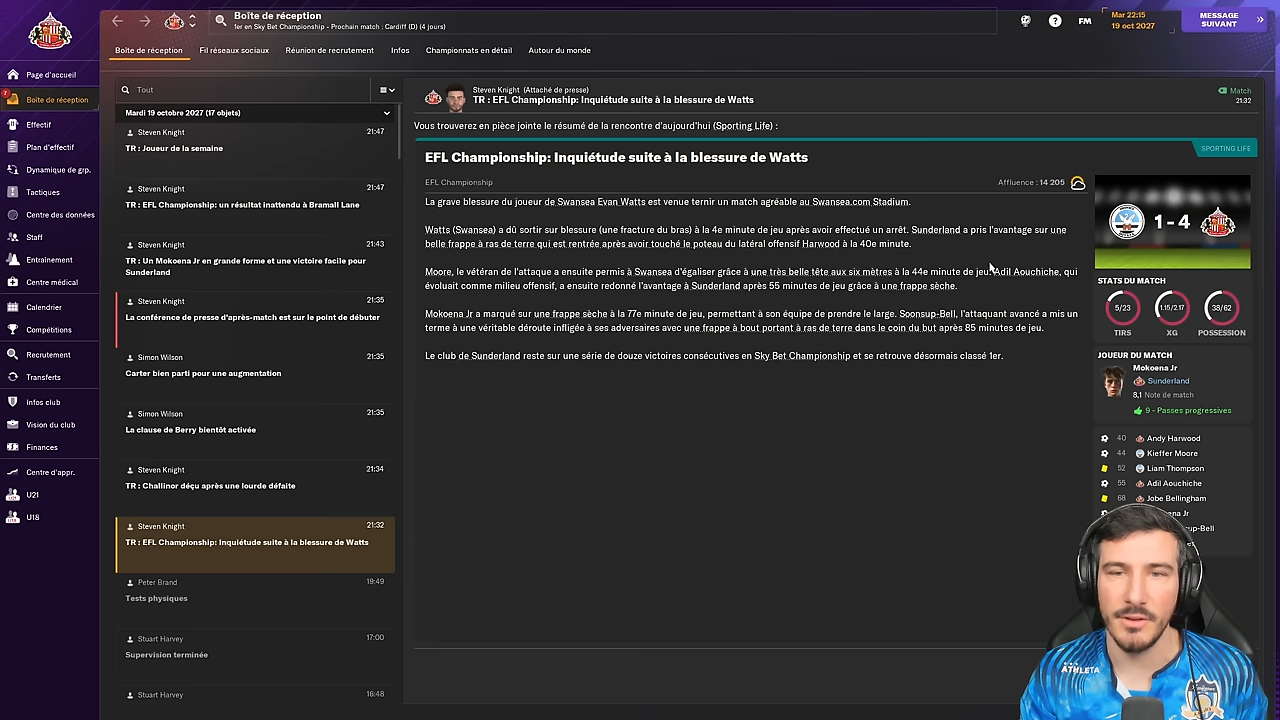 Boîte de réception
1er en Sky Bet Championship - Prochain match : Cardiff (D) (4 jours)
FM
Mar 22:15
19 oct 2027
MESSAGE
SUIVANT
Boîte de réception
Fil réseaux sociaux
Réunion de recrutement
Infos
Championnats en détail
Autour du monde
Page d'accueil
7
Boîte de réception
Effectif
Plan d'effectif
Dynamique de grp.
Tactiques
Centre des données
Staff
Entraînement
Centre médical
Calendrier
Compétitions
Recrutement
Transferts
Infos club
Vision du club
Finances
Centre d'appr.
U21
U18
Tout
Mardi 19 octobre 2027 (17 objets)
Steven Knight 21:47
TR : Joueur de la semaine
Steven Knight 21:47
TR : EFL Championship: un résultat inattendu à Bramall Lane
Steven Knight 21:43
TR : Un Mokoena Jr en grande forme et une victoire facile pour
Sunderland
Steven Knight 21:35
La conférence de presse d'après-match est sur le point de débuter
Simon Wilson 21:35
Carter bien parti pour une augmentation
Simon Wilson 21:35
La clause de Berry bientôt activée
Steven Knight 21:34
TR : Challinor déçu après une lourde défaite
Steven Knight 21:32
TR : EFL Championship: Inquiétude suite à la blessure de Watts
Peter Brand 19:49
Tests physiques
Stuart Harvey 17:00
Supervision terminée
Stuart Harvey 16:48
Steven Knight (Attaché de presse)
TR : EFL Championship: Inquiétude suite à la blessure de Watts
Match
21:32
Vous trouverez en pièce jointe le résumé de la rencontre d'aujourd'hui (Sporting Life) :
SPORTING LIFE
EFL Championship: Inquiétude suite à la blessure de Watts
EFL Championship
Affluence : 14 205
La grave blessure du joueur de Swansea Evan Watts est venue ternir un match agréable au Swansea.com Stadium.
Watts (Swansea) a dû sortir sur blessure (une fracture du bras) à la 4e minute de jeu après avoir effectué un arrêt. Sunderland a pris l'avantage sur une
belle frappe à ras de terre qui est rentrée après avoir touché le poteau du latéral offensif Harwood à la 40e minute.
Moore, le vétéran de l'attaque a ensuite permis à Swansea d'égaliser grâce à une très belle tête aux six mètres à la 44e minute de jeu. Adil Aouchiche, qui
évoluait comme milieu offensif, a ensuite redonné l'avantage à Sunderland après 55 minutes de jeu grâce à une frappe sèche.
Mokoena Jr a marqué sur une frappe sèche à la 77e minute de jeu, permettant à son équipe de prendre le large. Soonsup-Bell, l'attaquant avancé a mis un
terme à une véritable déroute infligée à ses adversaires avec une frappe à bout portant à ras de terre dans le coin du but après 85 minutes de jeu.
Le club de Sunderland reste sur une série de douze victoires consécutives en Sky Bet Championship et se retrouve désormais classé 1er.
1 - 4
STATS DU MATCH
5/23
1.15/2.17
38/62
TIRS
XG
POSSESSION
JOUEUR DU MATCH
Mokoena Jr
Sunderland
8,1 Note de match
9 - Passes progressives
40 Andy Harwood
44 Kieffer Moore
52 Liam Thompson
55 Adil Aouchiche
68 Jobe Bellingham
ATHLETA